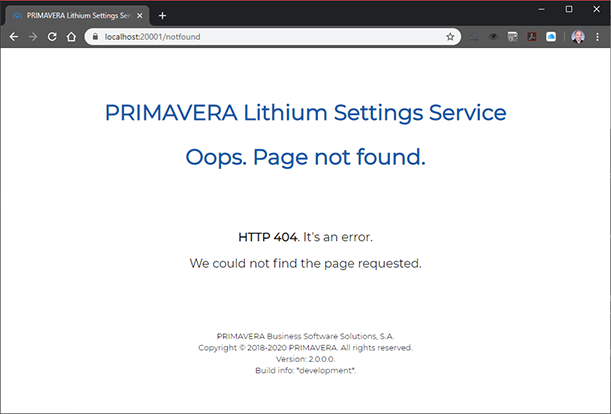 PRIMAVERA Lithium Settings Ser
localhost:20001/notfound
PRIMAVERA Lithium Settings Service
Oops. Page not found.
HTTP 404. It's an error.
We could not find the page requested.
PRIMAVERA Business Software Solutions, S.A.
Copyright © 2018-2020 PRIMAVERA. All rights reserved.
Version: 2.0.0.0.
Build info: "development".